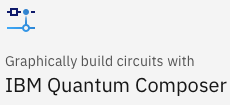 Graphically build circuits with
IBM Quantum Composer